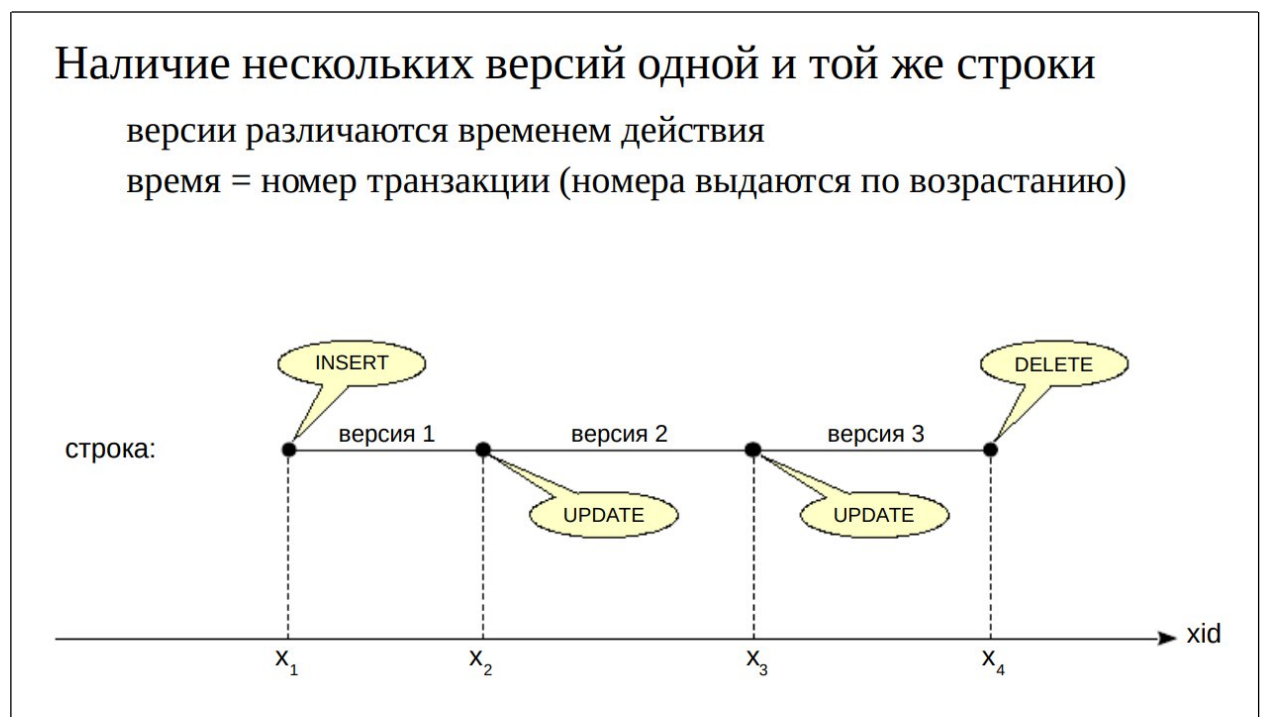 Наличие нескольких версий одной и той же строки
версии различаются временем действия
время = номер транзакции (номера выдаются по возрастанию)
INSERT
DELETE
строка:
версия 1
версия 2
версия 3
UPDATE
UPDATE
xid
x1
x2
x3
x4